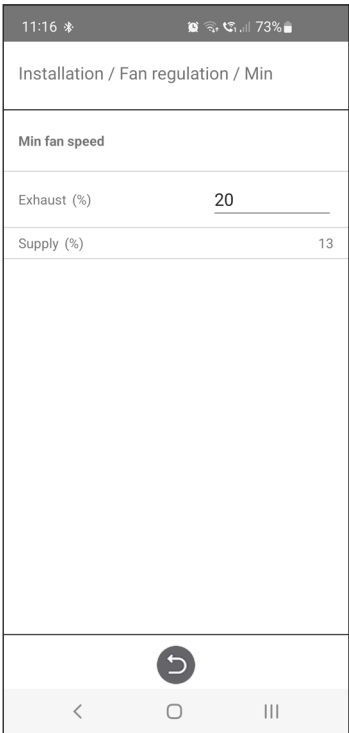 11:16 73%
Installation / Fan regulation / Min
Min fan speed
Exhaust (%) 20
Supply (%) 13